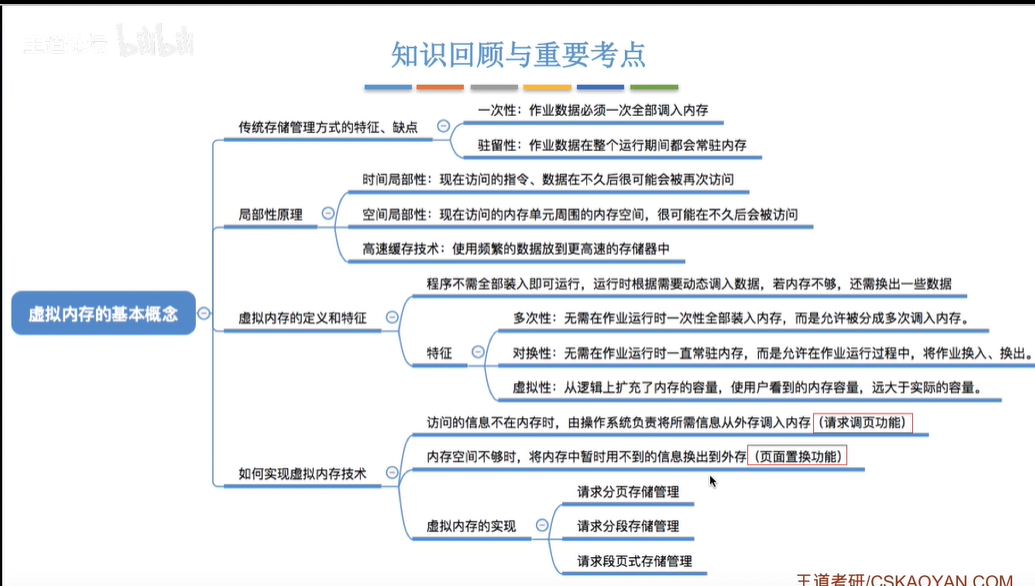 王道论坛 bilibili
知识回顾与重要考点
虚拟内存的基本概念
传统存储管理方式的特征、缺点
一次性：作业数据必须一次全部调入内存
驻留性：作业数据在整个运行期间都会常驻内存
局部性原理
时间局部性：现在访问的指令、数据在不久后很可能会被再次访问
空间局部性：现在访问的内存单元周围的内存空间，很可能在不久后会被访问
高速缓存技术：使用频繁的数据放到更高速的存储器中
虚拟内存的定义和特征
程序不需全部装入即可运行，运行时根据需要动态调入数据，若内存不够，还需换出一些数据
特征
多次性：无需在作业运行时一次性全部装入内存，而是允许被分成多次调入内存。
对换性：无需在作业运行时一直常驻内存，而是允许在作业运行过程中，将作业换入、换出。
虚拟性：从逻辑上扩充了内存的容量，使用户看到的内存容量，远大于实际的容量。
如何实现虚拟内存技术
访问的信息不在内存时，由操作系统负责将所需信息从外存调入内存（请求调页功能）
内存空间不够时，将内存中暂时用不到的信息换出到外存（页面置换功能）
虚拟内存的实现
请求分页存储管理
请求分段存储管理
请求段页式存储管理
王道考研/CSKAOYAN.COM